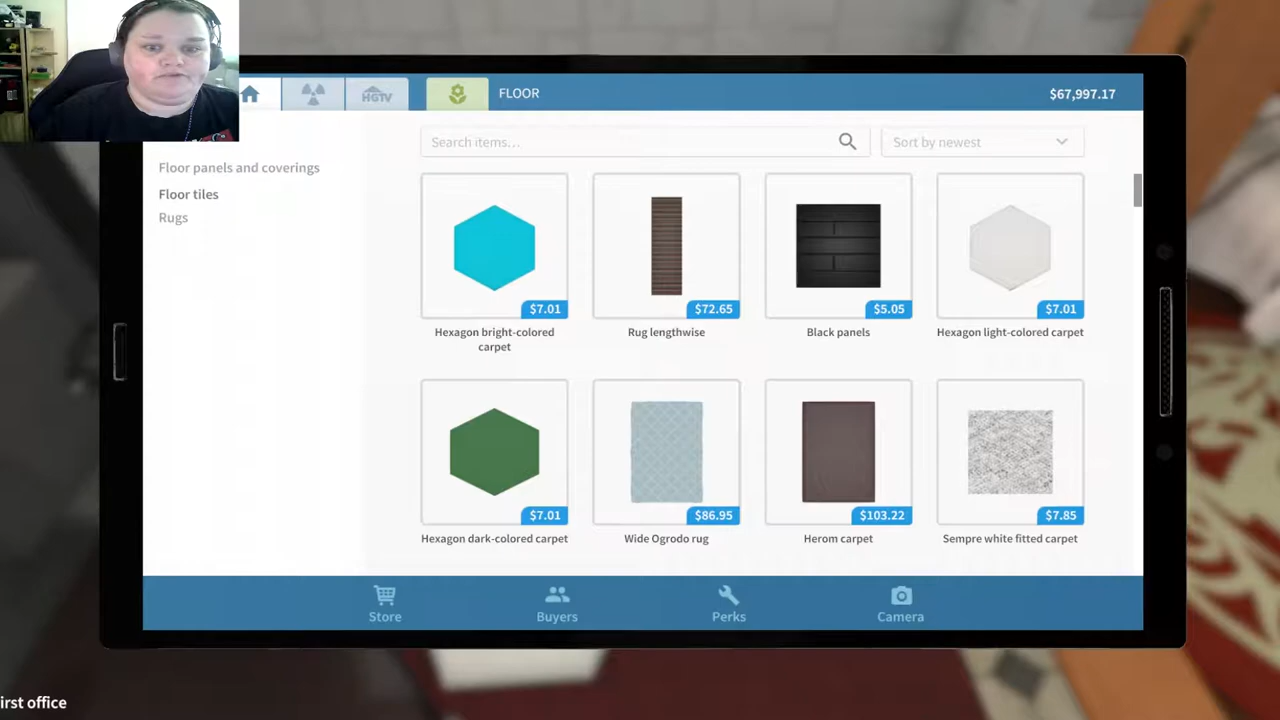 HGTV
FLOOR
$67,997.17
Search items...
Sort by newest
Floor panels and coverings
Floor tiles
Rugs
$7.01
$72.65
$5.05
$7.01
Hexagon bright-colored
carpet
Rug lengthwise
Black panels
Hexagon light-colored carpet
$7.01
$86.95
$103.22
$7.85
Hexagon dark-colored carpet
Wide Ogrodo rug
Herom carpet
Sempre white fitted carpet
Store
Buyers
Perks
Camera
irst office